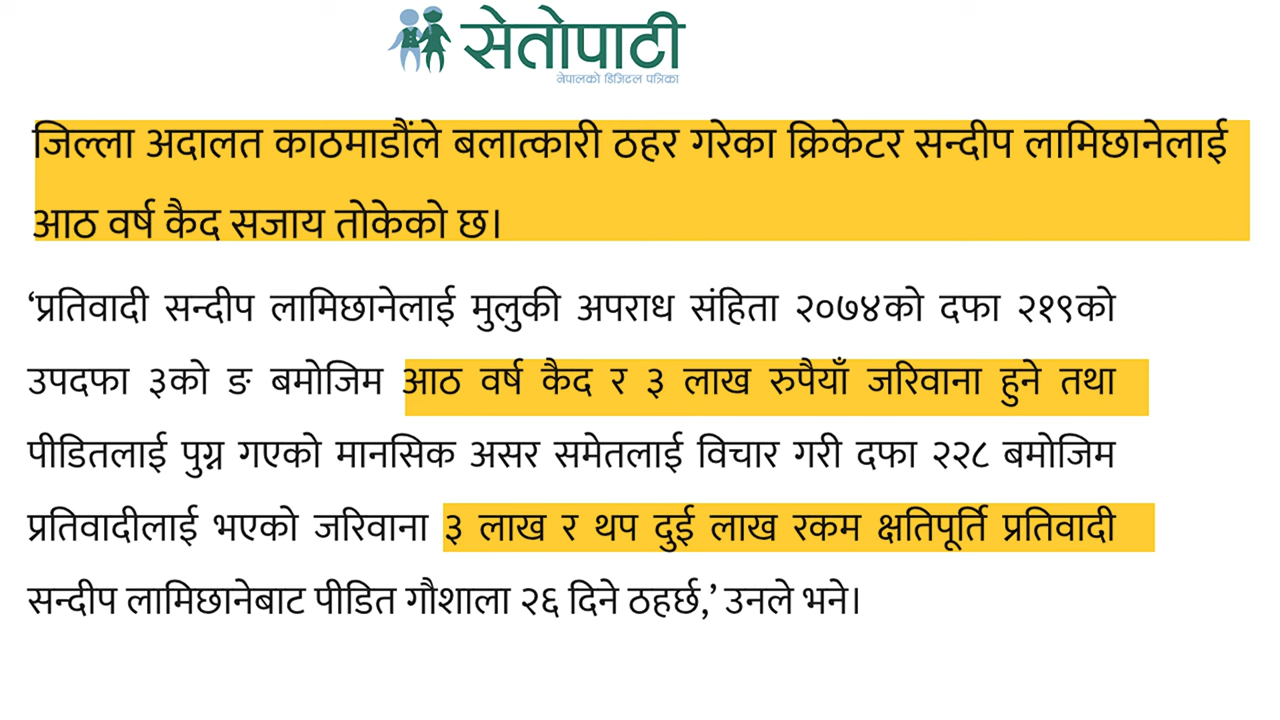 सेतोपाटी
नेपालको डिजिटल पत्रिका
जिल्ला अदालत काठमाडौंले बलात्कारी ठहर गरेका क्रिकेटर सन्दीप लामिछानेलाई
आठ वर्ष कैद सजाय तोकेको छ।
‘प्रतिवादी सन्दीप लामिछानेलाई मुलुकी अपराध संहिता २०७४को दफा २१९को
उपदफा ३को ङ बमोजिम आठ वर्ष कैद र ३ लाख रुपैयाँ जरिवाना हुने तथा
पीडितलाई पुग्न गएको मानसिक असर समेतलाई विचार गरी दफा २२८ बमोजिम
प्रतिवादीलाई भएको जरिवाना ३ लाख र थप दुई लाख रकम क्षतिपूर्ति प्रतिवादी
सन्दीप लामिछानेबाट पीडित गौशाला २६ दिने ठहर्छ,’ उनले भने।